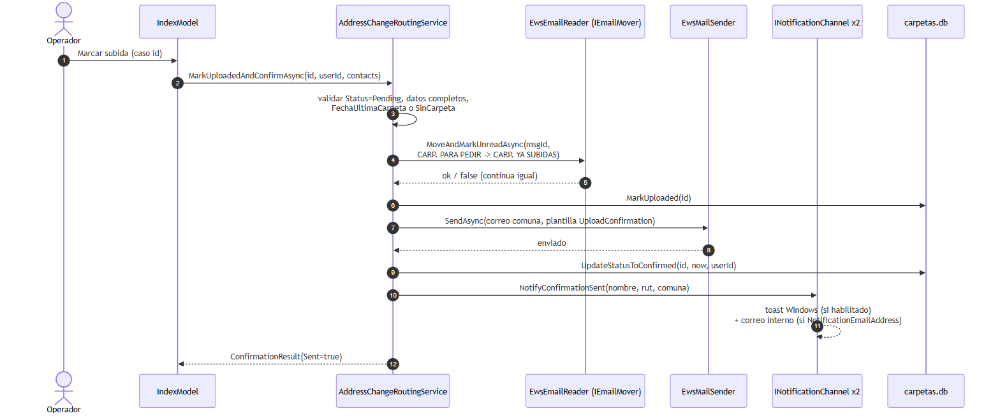 Operador
IndexModel
AddressChangeRoutingService
EwsEmailReader (IEmailMover)
EwsMailSender
INotificationChannel x2
carpetas.db
1
Marcar subida (caso id)
2
MarkUploadedAndConfirmAsync(id, userId, contacts)
validar Status=Pending, datos completos,
FechaUltimaCarpeta o SinCarpeta
3
MoveAndMarkUnreadAsync(msgId,
CARP. PARA PEDIR -> CARP. YA SUBIDAS)
4
ok / false (continua igual)
5
MarkUploaded(id)
6
SendAsync(correo comuna, plantilla UploadConfirmation)
7
enviado
8
UpdateStatusToConfirmed(id, now, userId)
9
NotifyConfirmationSent(nombre, rut, comuna)
10
toast Windows (si habilitado)
+ correo interno (si NotificationEmailAddress)
11
ConfirmationResult(Sent=true)
12
Operador
IndexModel
AddressChangeRoutingService
EwsEmailReader (IEmailMover)
EwsMailSender
INotificationChannel x2
carpetas.db